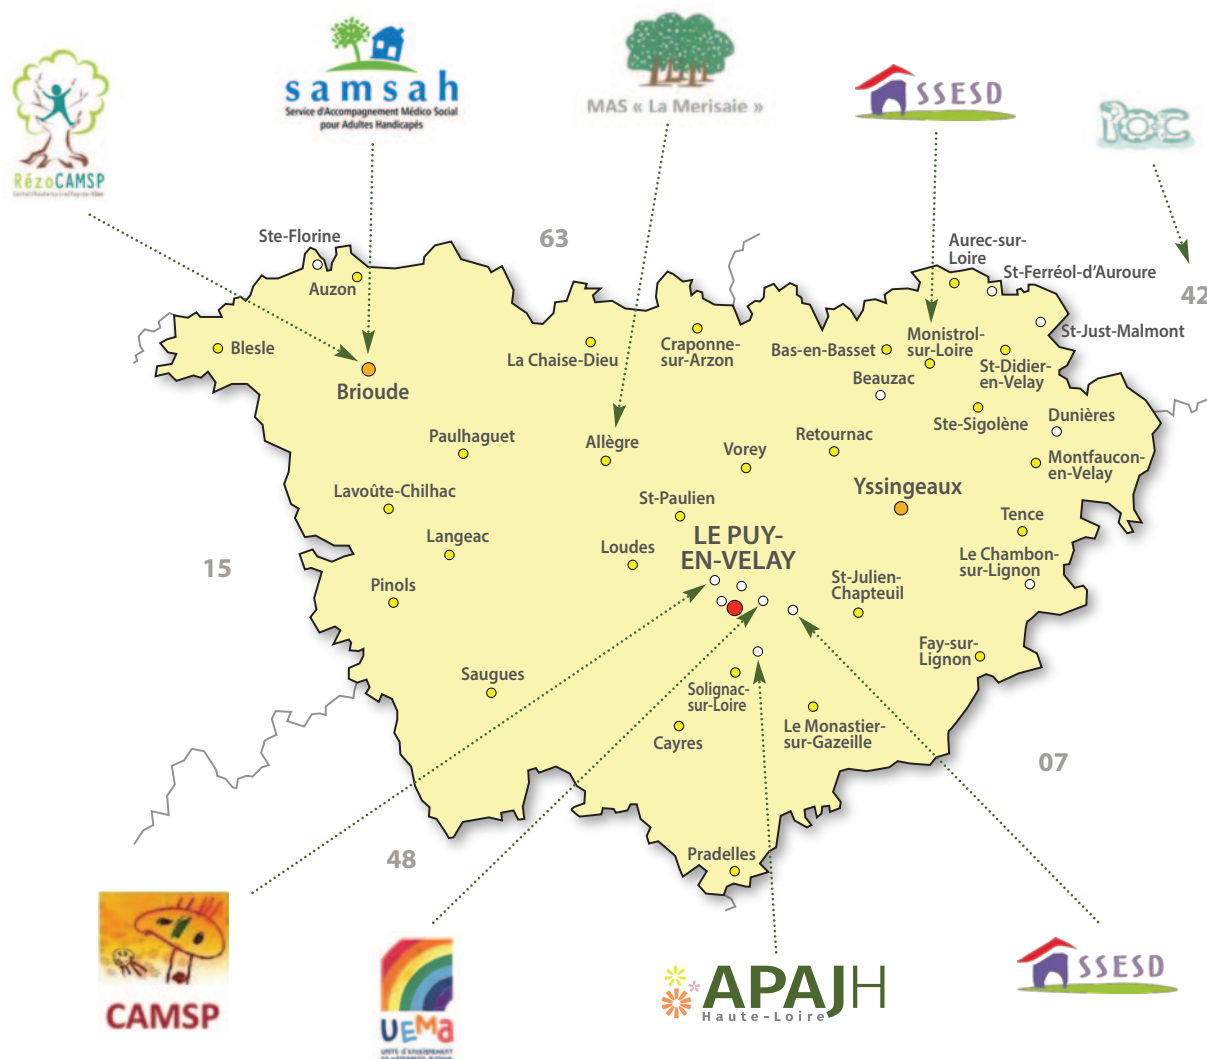 samsah
Service d'Accompagnement Médico Social
pour Adultes Handicapés
MAS « La Merisaie »
SSESD
ioc
RézoCAMSP
63
42
Ste-Florine
Auzon
Blesle
Brioude
La Chaise-Dieu
Craponne-
sur-Arzon
Aurec-sur-
Loire
St-Ferréol-d'Auroure
St-Just-Malmont
Bas-en-Basset
Monistrol-
sur-Loire
St-Didier-
en-Velay
Beauzac
Ste-Sigolène
Dunières
Montfaucon-
en-Velay
Paulhaguet
Allègre
Vorey
Retournac
Yssingeaux
Lavoûte-Chilhac
St-Paulien
Tence
Langeac
Loudes
LE PUY-
EN-VELAY
Le Chambon-
sur-Lignon
15
Pinols
St-Julien-
Chapteuil
Fay-sur-
Lignon
Saugues
Solignac-
sur-Loire
Cayres
Le Monastier-
sur-Gazeille
07
48
Pradelles
CAMSP
UEMa
UNITÉ D'ENSEIGNEMENT
APAJH
Haute-Loire
SSESD